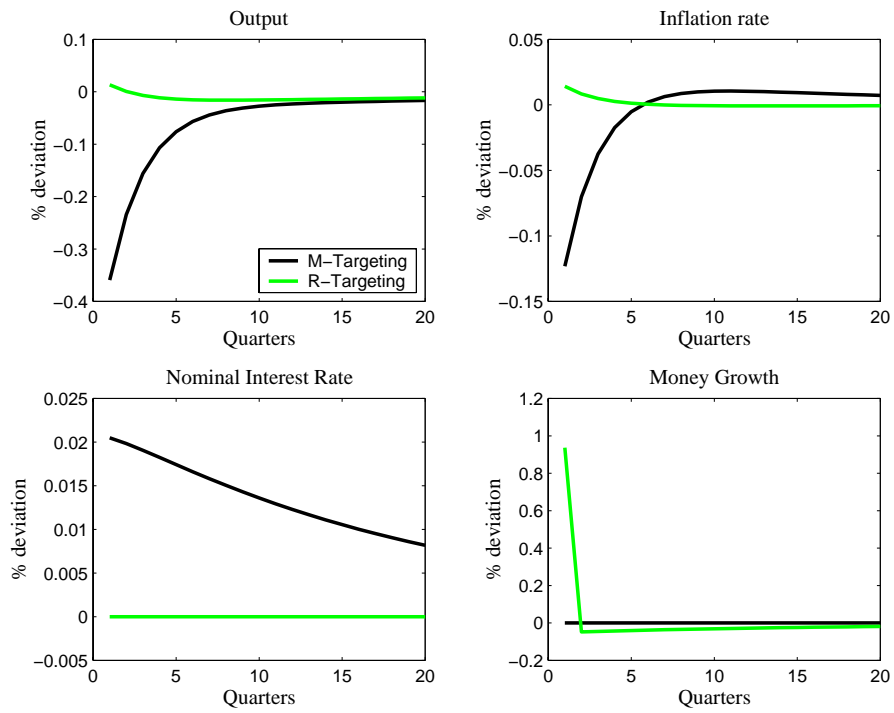 Output
0.1
0
−0.1
−0.2
−0.3
−0.4
% deviation
M−Targeting
R−Targeting
0 5 10 15 20
Quarters
Inflation rate
0.05
0
−0.05
−0.1
−0.15
% deviation
0 5 10 15 20
Quarters
Nominal Interest Rate
0.025
0.02
0.015
0.01
0.005
0
−0.005
% deviation
0 5 10 15 20
Quarters
Money Growth
1.2
1
0.8
0.6
0.4
0.2
0
−0.2
% deviation
0 5 10 15 20
Quarters